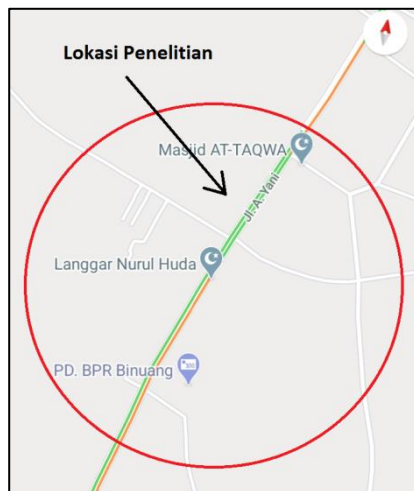 Lokasi Penelitian
Masjid AT-TAQWA
Jl. A. Yani
Langgar Nurul Huda
PD. BPR Binuang